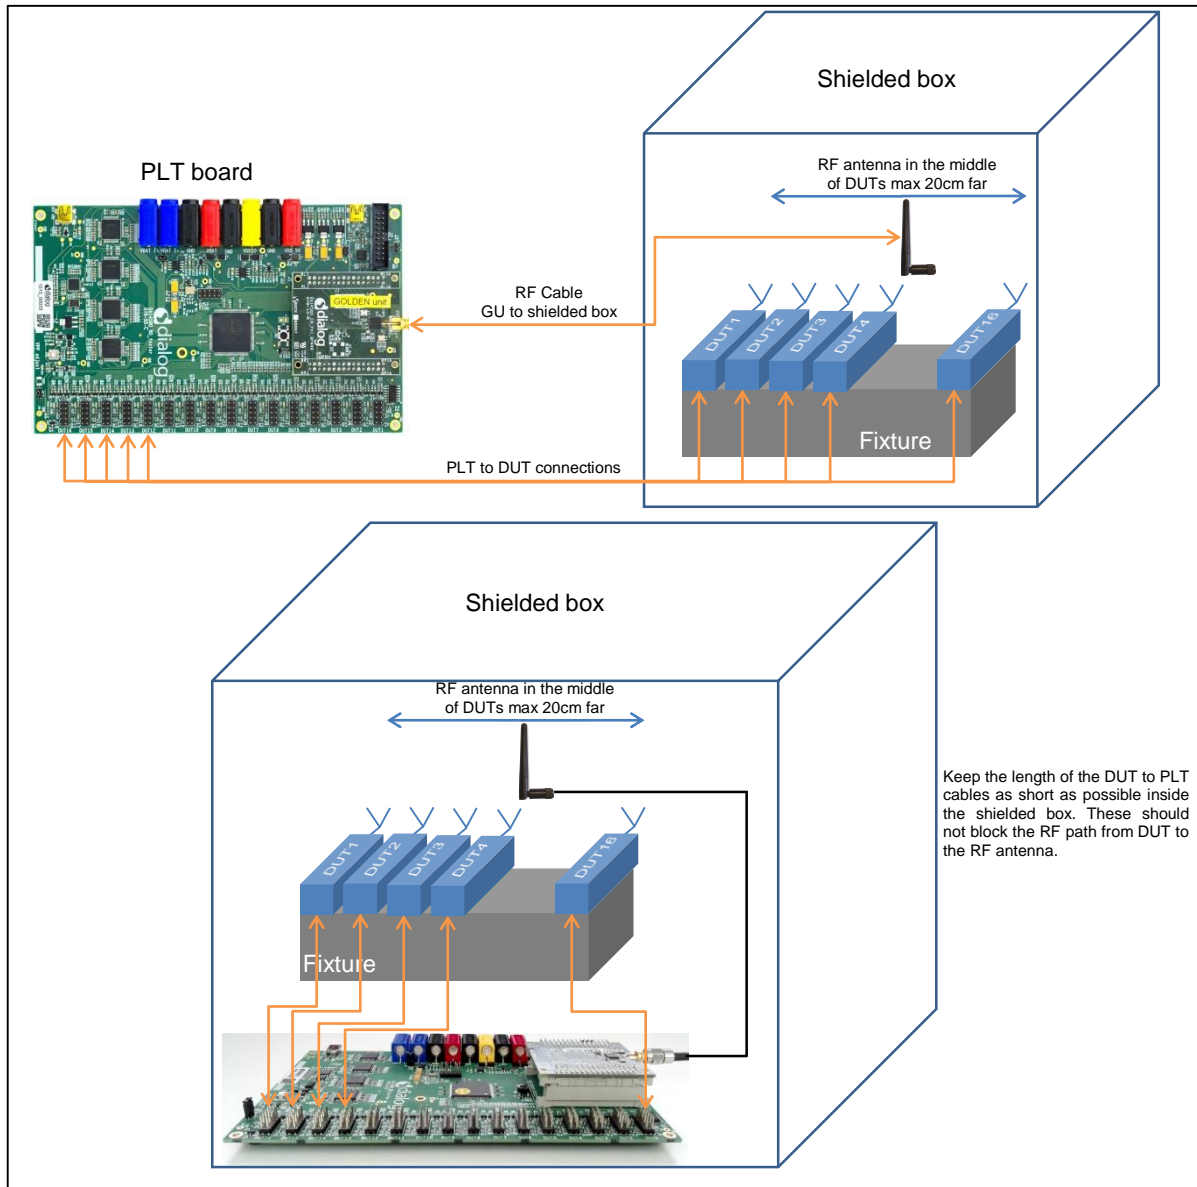 Shielded box
RF antenna in the middle
of DUTs max 20cm far
PLT board
RF Cable
GU to shielded box
GOLDEN unit
dialog
dialog
DUT1
DUT2
DUT3
DUT4
DUT16
Fixture
PLT to DUT connections
Shielded box
RF antenna in the middle
of DUTs max 20cm far
Keep the length of the DUT to PLT
cables as short as possible inside
the shielded box. These should
not block the RF path from DUT to
the RF antenna.
DUT1
DUT2
DUT3
DUT4
DUT16
Fixture
dialog